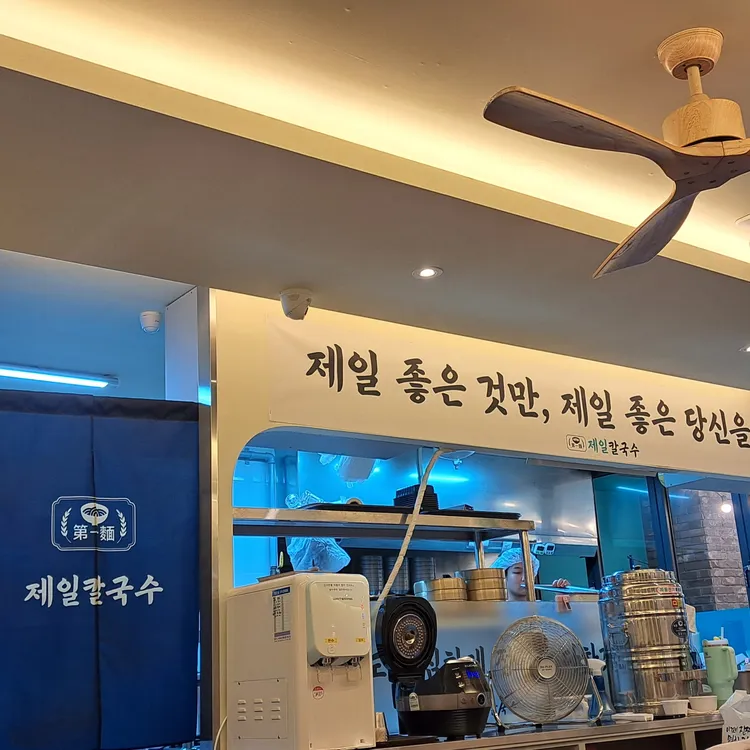 제일 좋은 것만, 제일 좋은 당신을
제일칼국수
第一麵
제일칼국수